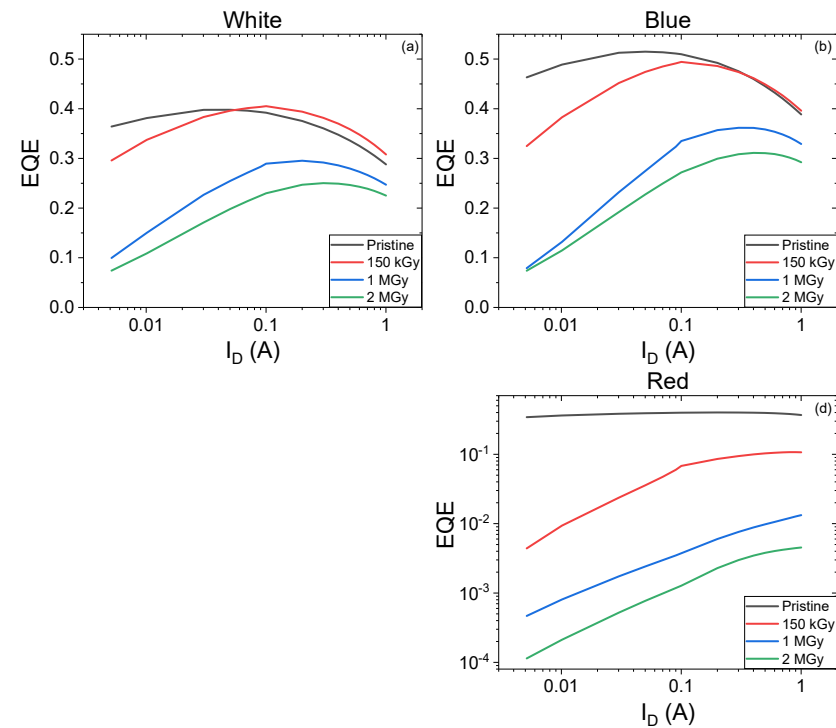 White
(a)
0.5
0.4
0.3
0.2
0.1
0.0
EQE
Pristine
150 kGy
1 MGy
2 MGy
0.01 0.1 1
I_D (A)
Blue
(b)
0.5
0.4
0.3
0.2
0.1
0.0
EQE
Pristine
150 kGy
1 MGy
2 MGy
0.01 0.1 1
I_D (A)
Red
(d)
10^-1
10^-2
10^-3
10^-4
EQE
Pristine
150 kGy
1 MGy
2 MGy
0.01 0.1 1
I_D (A)